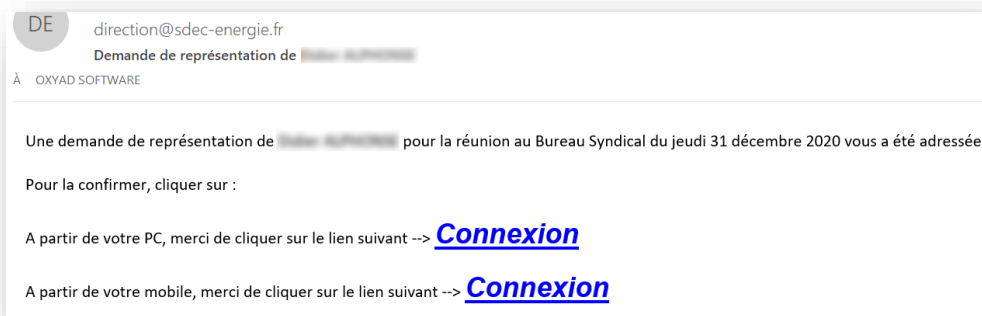 DE
direction@sdec-energie.fr
Demande de représentation de
À OXYAD SOFTWARE
Une demande de représentation de pour la réunion au Bureau Syndical du jeudi 31 décembre 2020 vous a été adressée
Pour la confirmer, cliquer sur :
A partir de votre PC, merci de cliquer sur le lien suivant --> Connexion
A partir de votre mobile, merci de cliquer sur le lien suivant --> Connexion